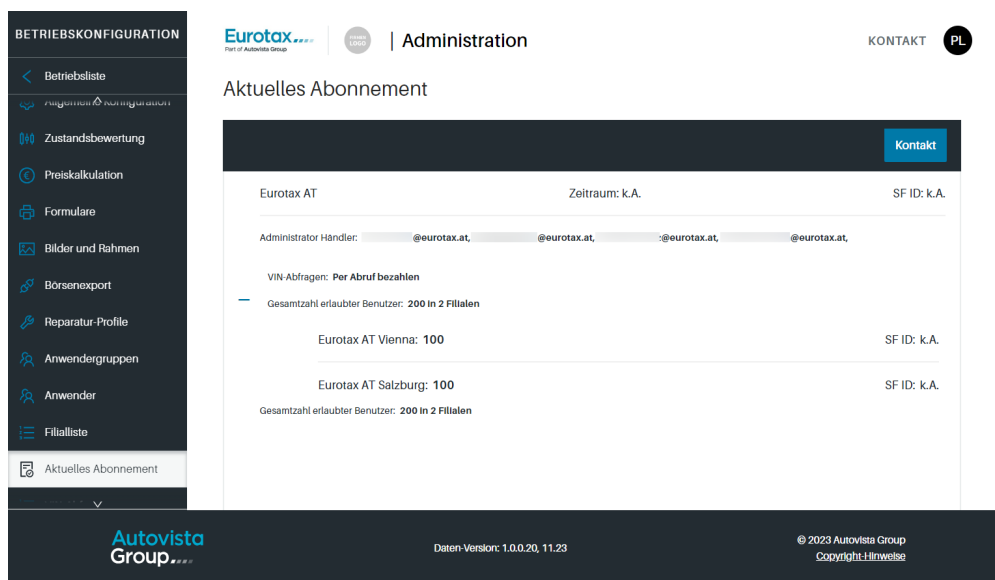 BETRIEBSKONFIGURATION
Betriebsliste
Allgemeine Konfiguration
Zustandsbewertung
Preiskalkulation
Formulare
Bilder und Rahmen
Börsenexport
Reparatur-Profile
Anwendergruppen
Anwender
Filialliste
Aktuelles Abonnement
Eurotax....
Part of Autovista Group
LOGO
| Administration
KONTAKT
PL
Aktuelles Abonnement
Kontakt
Eurotax AT Zeitraum: k.A. SF ID: k.A.
Administrator Händler: @eurotax.at, @eurotax.at, :@eurotax.at, @eurotax.at,
VIN-Abfragen: Per Abruf bezahlen
Gesamtzahl erlaubter Benutzer: 200 in 2 Filialen
Eurotax AT Vienna: 100 SF ID: k.A.
Eurotax AT Salzburg: 100 SF ID: k.A.
Gesamtzahl erlaubter Benutzer: 200 in 2 Filialen
Autovista
Group....
Daten-Version: 1.0.0.20, 11.23
© 2023 Autovista Group
Copyright-Hinweise